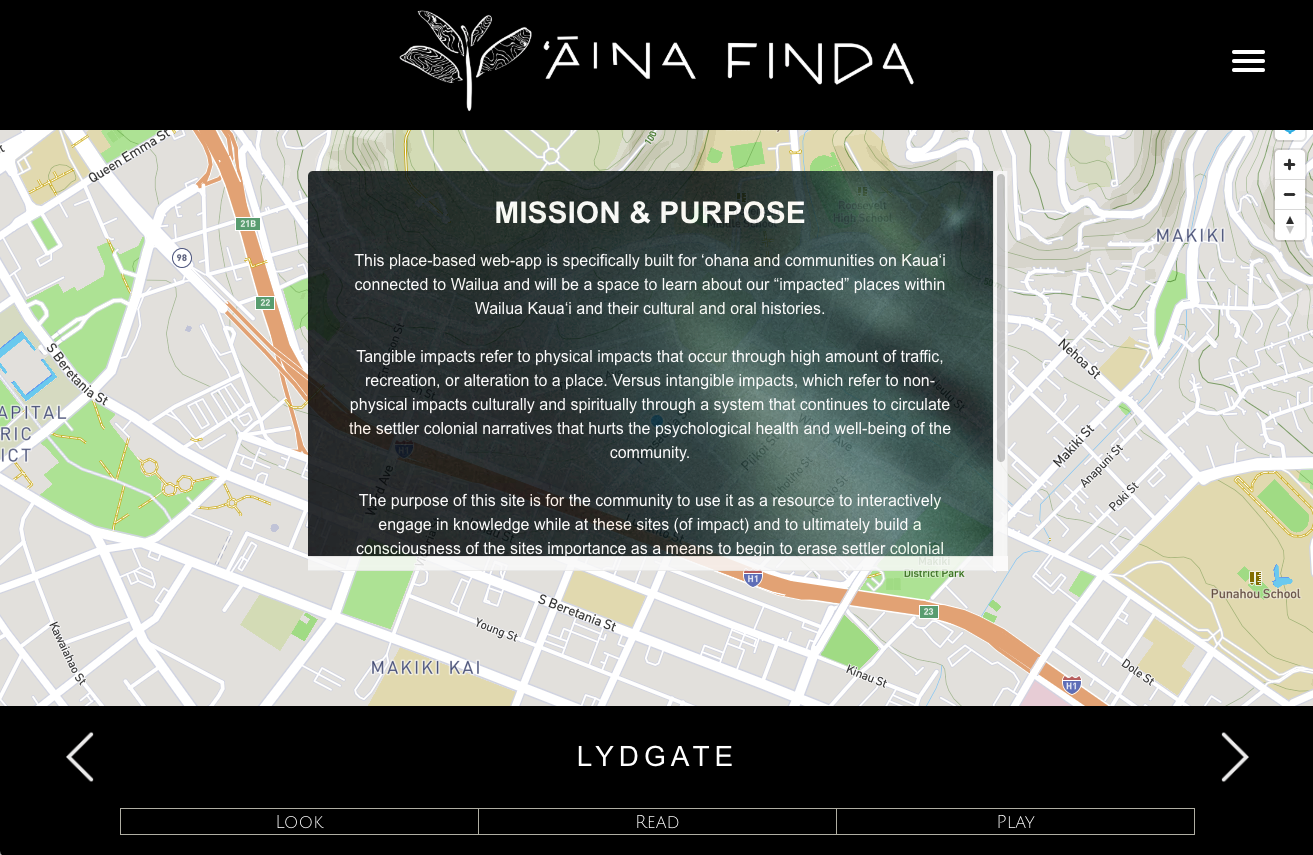 ʻĀINA FINDA
Queen Emma St
100
21B
98
22
S Beretania St
MAKIKI
Roosevelt
High School
MISSION & PURPOSE
This place-based web-app is specifically built for ʻohana and communities on Kauaʻi
connected to Wailua and will be a space to learn about our “impacted” places within
Wailua Kauaʻi and their cultural and oral histories.
Tangible impacts refer to physical impacts that occur through high amount of traffic,
recreation, or alteration to a place. Versus intangible impacts, which refer to non-
physical impacts culturally and spiritually through a system that continues to circulate
the settler colonial narratives that hurts the psychological health and well-being of the
community.
The purpose of this site is for the community to use it as a resource to interactively
engage in knowledge while at these sites (of impact) and to ultimately build a
consciousness of the sites importance as a means to begin to erase settler colonial
Nehoa St
Makiki St
Anapuni St
Poki St
APITAL
RIC
ICT
H1
Makiki
District Park
H1
23
Punahou School
S Beretania St
Young St
Kawaiahao St
MAKIKI KAI
Kinau St
Dole St
H1
LYDGATE
LOOK
READ
PLAY